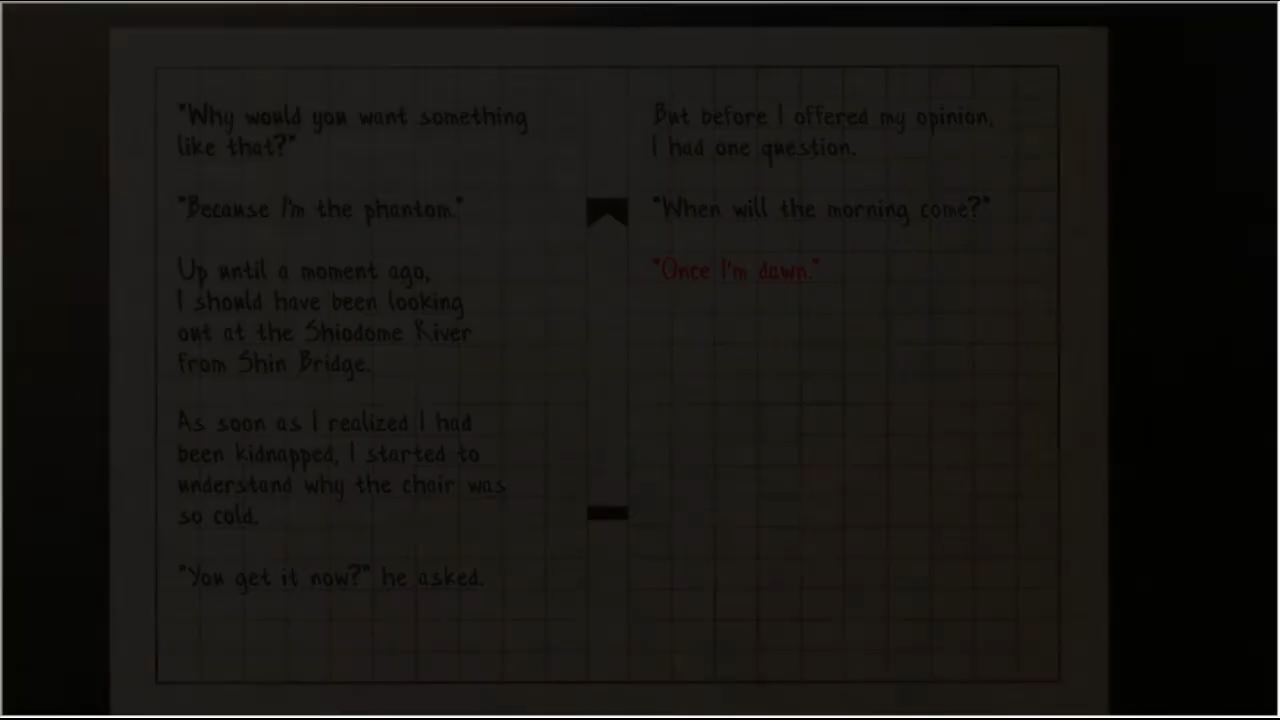 "Why would you want something
like that?"
"Because I'm the phantom."
Up until a moment ago,
I should have been looking
out at the Shiodome River
from Shin Bridge.
As soon as I realized I had
been kidnapped, I started to
understand why the chair was
so cold.
"You get it now?" he asked.
But before I offered my opinion,
I had one question.
"When will the morning come?"
"Once I'm dawn."